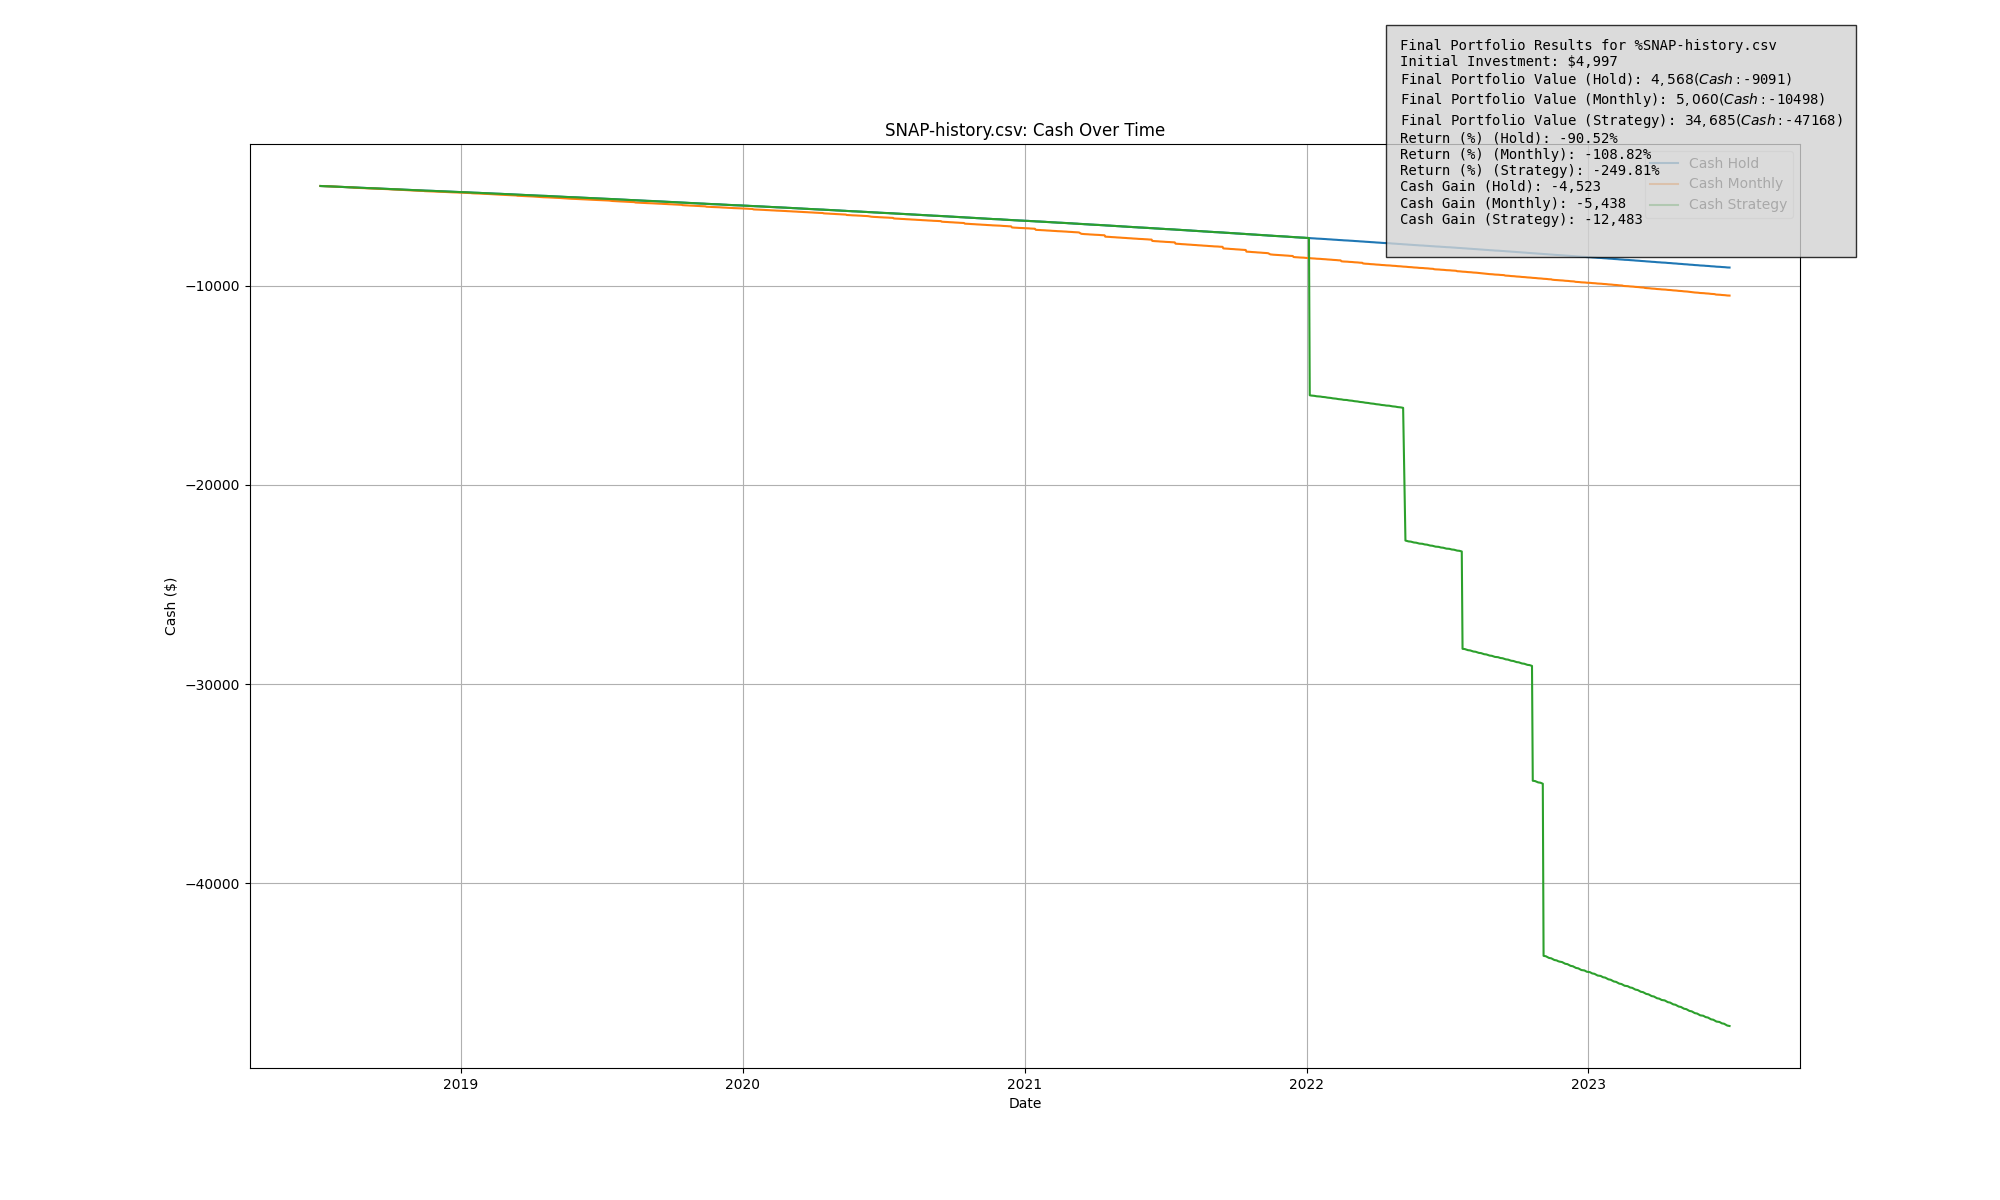 Final Portfolio Results for %SNAP-history.csv
Initial Investment: $4,997
Final Portfolio Value (Hold): 4,568(Cash:-9091)
Final Portfolio Value (Monthly): 5,060(Cash:-10498)
Final Portfolio Value (Strategy): 34,685(Cash:-47168)
Return (%) (Hold): -90.52%
Return (%) (Monthly): -108.82%
Return (%) (Strategy): -249.81%
Cash Gain (Hold): -4,523
Cash Gain (Monthly): -5,438
Cash Gain (Strategy): -12,483
SNAP-history.csv: Cash Over Time
Cash Hold
Cash Monthly
Cash Strategy
−10000
−20000
−30000
−40000
Cash ($)
2019 2020 2021 2022 2023
Date